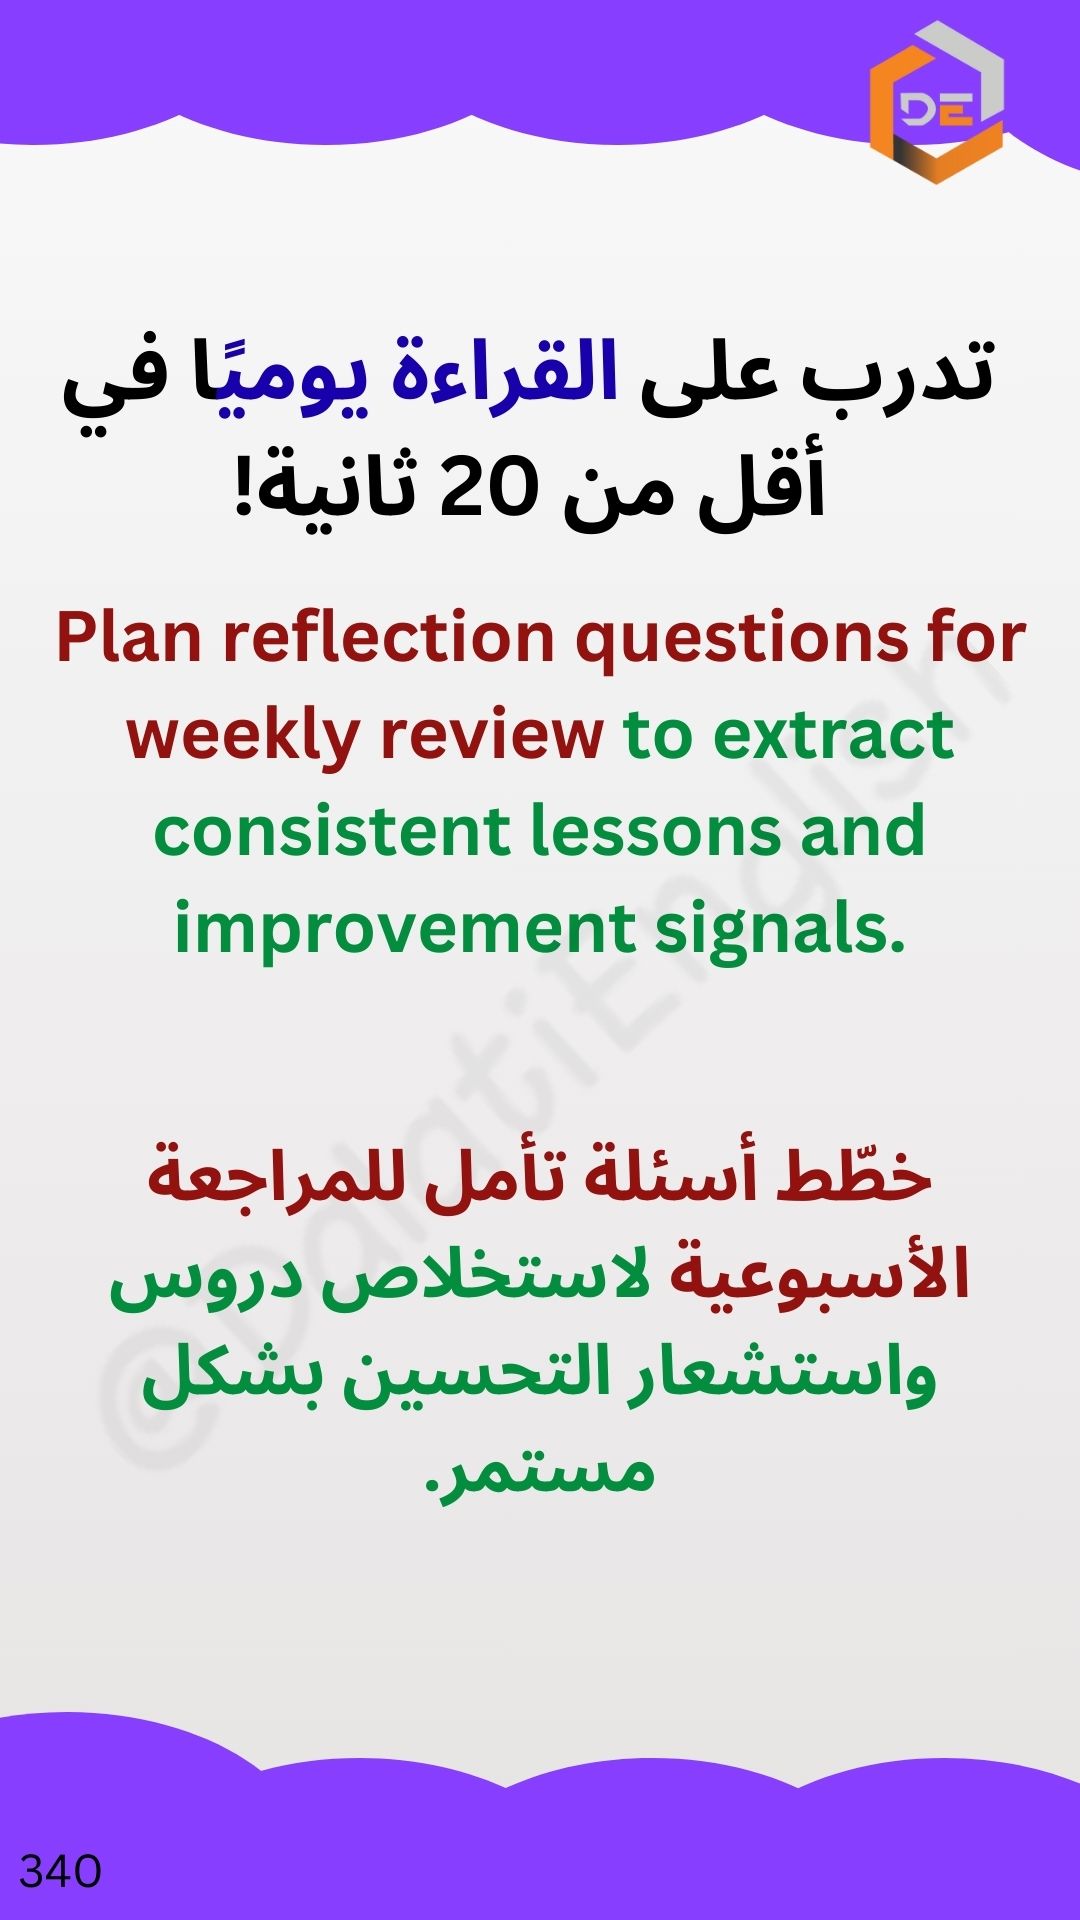 DE
تدرب على القراءة يوميًا في
أقل من 20 ثانية!
Plan reflection questions for
weekly review to extract
consistent lessons and
improvement signals.
خطّط أسئلة تأمل للمراجعة
الأسبوعية لاستخلاص دروس
واستشعار التحسين بشكل
مستمر.
@DalatiEnglish
340